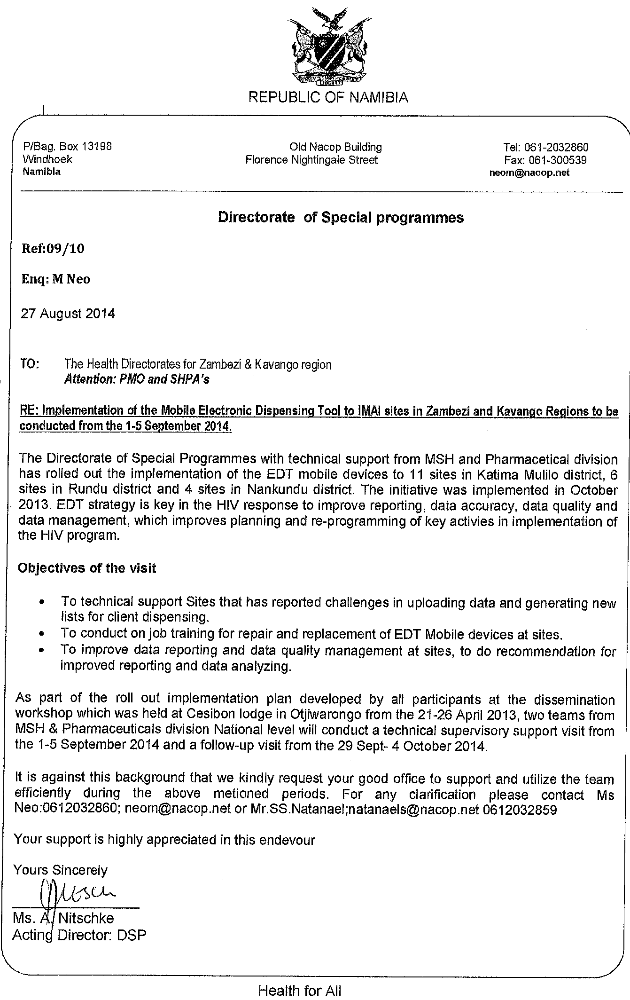 UNITY LIBERTY JUSTICE
REPUBLIC OF NAMIBIA
P/Bag. Box 13198
Windhoek
Namibia
Old Nacop Building
Florence Nightingale Street
Tel: 061-2032860
Fax: 061-300539
neom@nacop.net
Directorate of Special programmes
Ref:09/10
Enq: M Neo
27 August 2014
TO: The Health Directorates for Zambezi & Kavango region
Attention: PMO and SHPA's
RE: Implementation of the Mobile Electronic Dispensing Tool to IMAI sites in Zambezi and Kavango Regions to be
conducted from the 1-5 September 2014.
The Directorate of Special Programmes with technical support from MSH and Pharmacetical division
has rolled out the implementation of the EDT mobile devices to 11 sites in Katima Mulilo district, 6
sites in Rundu district and 4 sites in Nankundu district. The initiative was implemented in October
2013. EDT strategy is key in the HIV response to improve reporting, data accuracy, data quality and
data management, which improves planning and re-programming of key activies in implementation of
the HIV program.
Objectives of the visit
• To technical support Sites that has reported challenges in uploading data and generating new
lists for client dispensing.
• To conduct on job training for repair and replacement of EDT Mobile devices at sites.
• To improve data reporting and data quality management at sites, to do recommendation for
improved reporting and data analyzing.
As part of the roll out implementation plan developed by all participants at the dissemination
workshop which was held at Cesibon lodge in Otjiwarongo from the 21-26 April 2013, two teams from
MSH & Pharmaceuticals division National level will conduct a technical supervisory support visit from
the 1-5 September 2014 and a follow-up visit from the 29 Sept- 4 October 2014.
It is against this background that we kindly request your good office to support and utilize the team
efficiently during the above metioned periods. For any clarification please contact Ms
Neo:0612032860; neom@nacop.net or Mr.SS.Natanael;natanaels@nacop.net 0612032859
Your support is highly appreciated in this endevour
Yours Sincerely
Ms. A. Nitschke
Acting Director: DSP
Health for All